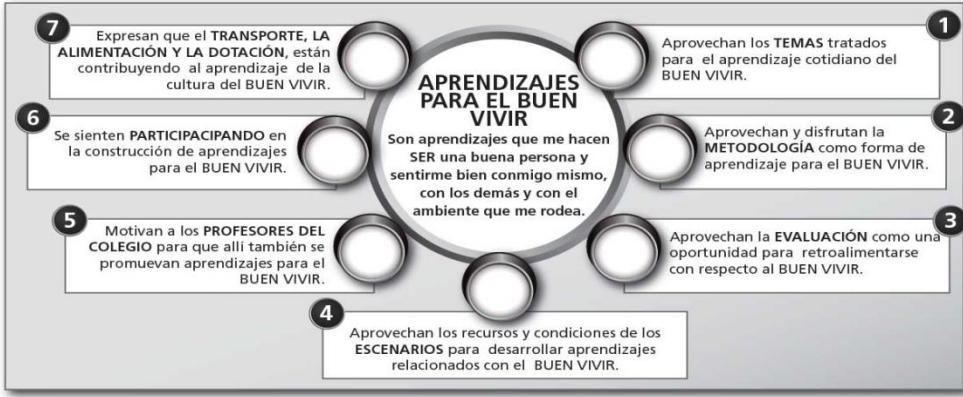 APRENDIZAJES
PARA EL BUEN
VIVIR
Son aprendizajes que me hacen
SER una buena persona y
sentirme bien conmigo mismo,
con los demás y con el
ambiente que me rodea.
1
Aprovechan los TEMAS tratados
para el aprendizaje cotidiano del
BUEN VIVIR.
2
Aprovechan y disfrutan la
METODOLOGÍA como forma de
aprendizaje para el BUEN VIVIR.
3
Aprovechan la EVALUACIÓN como una
oportunidad para retroalimentarse
con respecto al BUEN VIVIR.
4
Aprovechan los recursos y condiciones de los
ESCENARIOS para desarrollar aprendizajes
relacionados con el BUEN VIVIR.
5
Motivan a los PROFESORES DEL
COLEGIO para que allí también se
promuevan aprendizajes para el
BUEN VIVIR.
6
Se sienten PARTICIPACIPANDO en
la construcción de aprendizajes
para el BUEN VIVIR.
7
Expresan que el TRANSPORTE, LA
ALIMENTACIÓN Y LA DOTACIÓN, están
contribuyendo al aprendizaje de la
cultura del BUEN VIVIR.